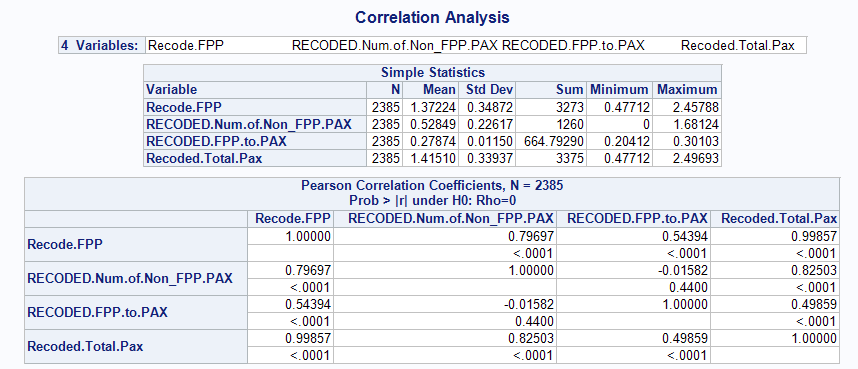 Correlation Analysis
4 Variables: Recode.FPP RECODED.Num.of.Non_FPP.PAX RECODED.FPP.to.PAX Recoded.Total.Pax
Simple Statistics
Variable N Mean Std Dev Sum Minimum Maximum
Recode.FPP 2385 1.37224 0.34872 3273 0.47712 2.45788
RECODED.Num.of.Non_FPP.PAX 2385 0.52849 0.22617 1260 0 1.68124
RECODED.FPP.to.PAX 2385 0.27874 0.01150 664.79290 0.20412 0.30103
Recoded.Total.Pax 2385 1.41510 0.33937 3375 0.47712 2.49693
Pearson Correlation Coefficients, N = 2385
Prob > |r| under H0: Rho=0
Recode.FPP RECODED.Num.of.Non_FPP.PAX RECODED.FPP.to.PAX Recoded.Total.Pax
Recode.FPP 1.00000 0.79697 0.54394 0.99857
<.0001 <.0001 <.0001
RECODED.Num.of.Non_FPP.PAX 0.79697 1.00000 -0.01582 0.82503
<.0001 0.4400 <.0001
RECODED.FPP.to.PAX 0.54394 -0.01582 1.00000 0.49859
<.0001 0.4400 <.0001
Recoded.Total.Pax 0.99857 0.82503 0.49859 1.00000
<.0001 <.0001 <.0001